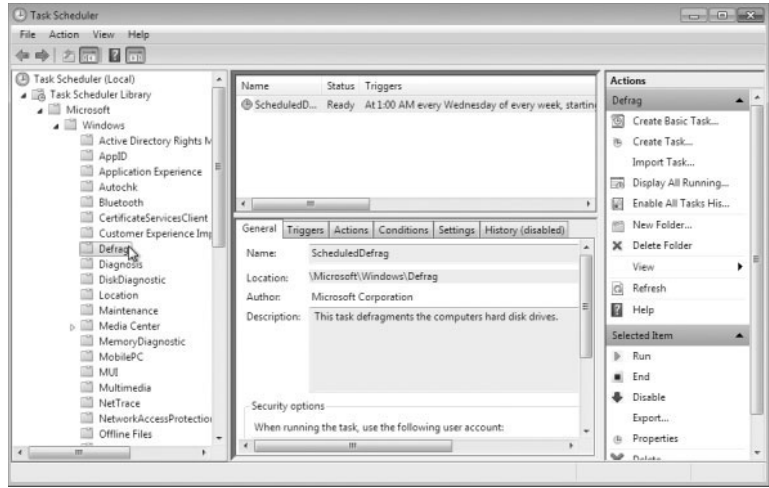 Task Scheduler
File Action View Help
Task Scheduler (Local)
Task Scheduler Library
Microsoft
Windows
Active Directory Rights M
AppID
Application Experience
Autochk
Bluetooth
CertificateServicesClient
Customer Experience Imp
Defrag
Diagnosis
DiskDiagnostic
Location
Maintenance
Media Center
MemoryDiagnostic
MobilePC
MUI
Multimedia
NetTrace
NetworkAccessProtection
Offline Files
Name Status Triggers
ScheduledD... Ready At 1:00 AM every Wednesday of every week, starting
General Triggers Actions Conditions Settings History (disabled)
Name: ScheduledDefrag
Location: \Microsoft\Windows\Defrag
Author: Microsoft Corporation
Description: This task defragments the computers hard disk drives.
Security options
When running the task, use the following user account:
Actions
Defrag
Create Basic Task...
Create Task...
Import Task...
Display All Running...
Enable All Tasks His...
New Folder...
Delete Folder
View
Refresh
Help
Selected Item
Run
End
Disable
Export...
Properties
Delete